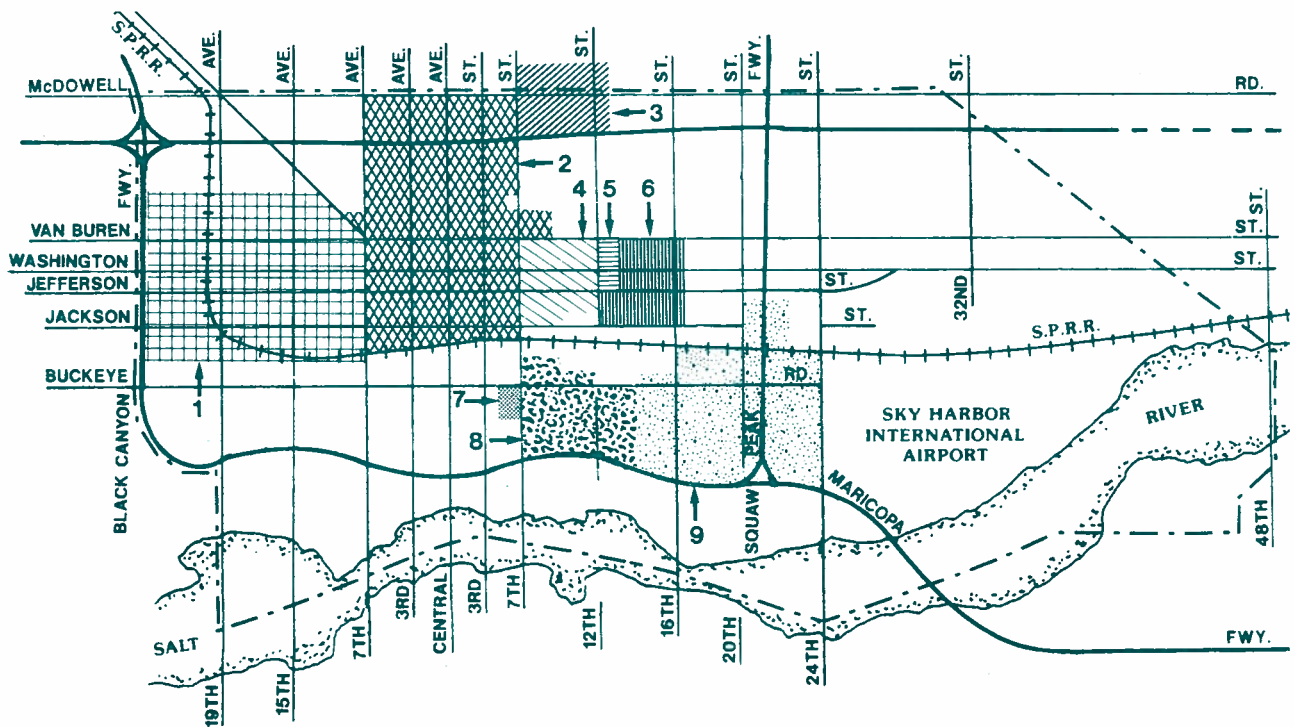 S.P.R.R.
AVE.
AVE.
AVE.
AVE.
AVE.
ST.
ST.
ST.
ST.
ST.
FWY.
ST.
ST.
McDOWELL
RD.
3
FWY.
2
4
5
6
ST.
VAN BUREN
ST.
WASHINGTON
ST.
JEFFERSON
ST.
32ND
JACKSON
ST.
S.P.R.R.
BUCKEYE
RD.
1
7
8
SKY HARBOR
INTERNATIONAL
AIRPORT
RIVER
BLACK CANYON
SQUAW PEAK
MARICOPA
9
48TH
SALT
7TH
3RD
CENTRAL
3RD
7TH
12TH
16TH
20TH
24TH
FWY.
19TH
15TH